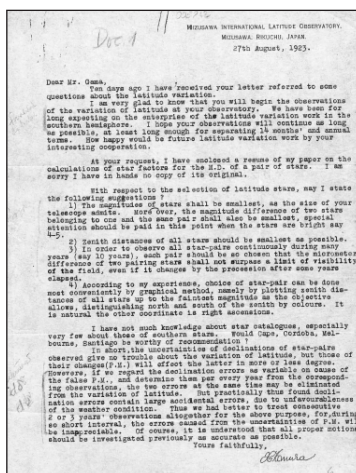 Doc. 1
MIZUSAWA INTERNATIONAL LATITUDE OBSERVATORY,
MIZUSAWA, IWOCHU, JAPAN.
27th August, 1923.
Dear Mr. Gama,
Ten days ago I have received your letter referred to some
questions about the latitude variation.
I am very glad to know that you will begin the observations
of the variation of latitude at your observatory. We have been for
long expecting on the enterprise of the latitude variation work in the
southern hemisphere. I hope your observations will continue as long
as possible, at least long enough for separating 14 months' and annual
terms. How happy would be future latitude variation work by your
interesting cooperation.
At your request, I have enclosed a resume of my paper on the
calculations of star factors for the M.D. of a pair of stars. I am
sorry I have in hands no copy of its original.
With respect to the selection of latitude stars, may I state
the following suggestions ?
1) The magnitudes of stars shall be smallest, as the size of your
telescope admits. More over, the magnitude difference of two stars
belonging to one and the same pair shall also be smallest, special
attention should be paid in this point when the stars are bright say
4-5.
2) Zenith distances of all stars should be smallest as possible.
3) In order to observe all star-pairs continuously during many
years (say 10 years), each pair should be so chosen that the micrometer
difference of two pairing stars shall not surpass a limit of visibility
of the field, even if it changes by the precession after some years
elapsed.
4) According to my experience, choice of star-pair can be done
most conveniently by graphical method, namely by plotting zenith dis-
tances of all stars up to the faintest magnitude as the objective
allows, distinguishing north and south of the zenith by colours. It
is natural the other coordinate is right ascensions.
I have not much knowledge about star catalogues, especially
very few about these of southern stars. Would Cape, Cordoba, Mel-
bourne, Santiago be worthy of recommendation?
In short, the uncertainties of declinations of star-pairs
observed give no trouble about the variation of latitude, but those of
their changes(P.M.) will affect the latter in more or less degree.
However, if we regard the declination errors as variable on cause of
the false P.M., and determine them per every year from the correspond-
ing observations, the two errors at the same time may be eliminated
from the variation of latitude. But practically thus found decli-
nation errors contain large accidental errors, due to unfavourableness
of the weather condition. Thus we had better to treat consecutive
2 or 3 years' observations altogether for the above purpose, for, during
so short interval, the errors caused from the uncertainties of P.M. will
be inappreciable. Of course, it is understood that all proper motions
should be investigated previously as accurate as possible.
Yours faithfully,